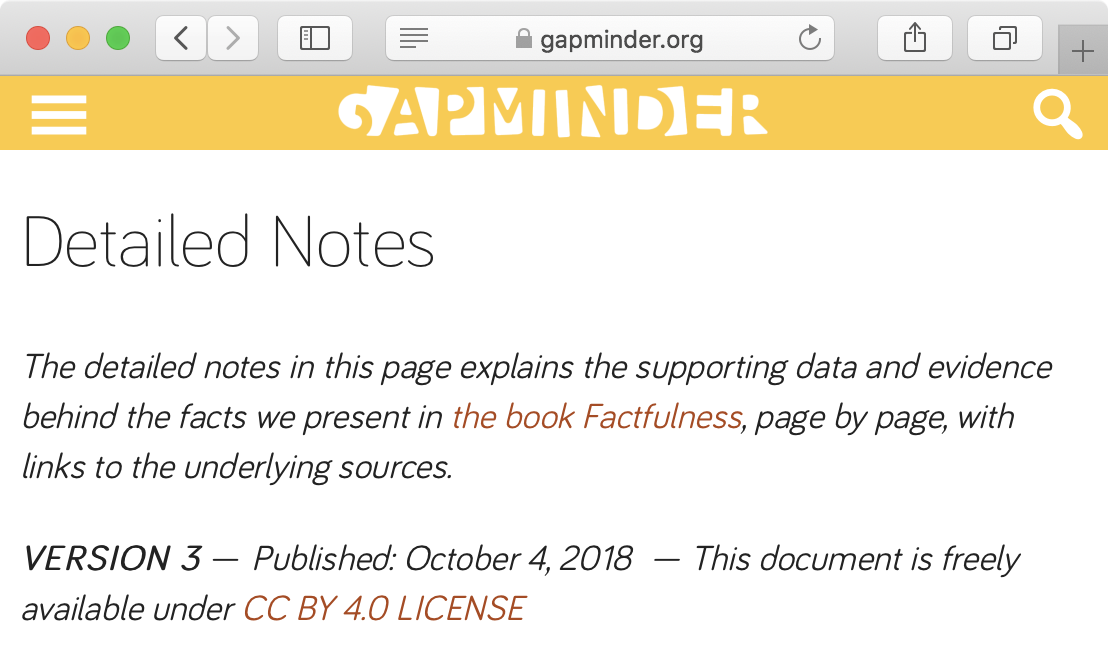 gapminder.org
GAPMINDER
Detailed Notes
The detailed notes in this page explains the supporting data and evidence
behind the facts we present in the book Factfulness, page by page, with
links to the underlying sources.
VERSION 3 — Published: October 4, 2018 — This document is freely
available under CC BY 4.0 LICENSE